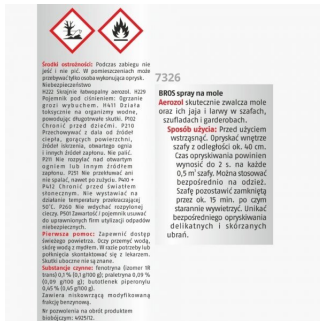 Środki ostrożności: Podczas zabiegu nie
jeść i nie pić. W pomieszczeniach może
przebywać tylko osoba wykonująca oprysk.
Niebezpieczeństwo
H222 Skrajnie łatwopalny aerozol. H229
Pojemnik pod ciśnieniem: Ogrzanie
grozi wybuchem. H411 Działa
toksycznie na organizmy wodne,
powodując długotrwałe skutki. P102
Chronić przed dziećmi. P210
Przechowywać z dala od źródeł
ciepła, gorących powierzchni,
źródeł iskrzenia, otwartego ognia
i innych źródeł zapłonu. Nie palić.
P211 Nie rozpylać nad otwartym
ogniem lub innym źródłem
zapłonu. P251 Nie przekłuwać ani
nie spalać, nawet po zużyciu. P410 +
P412 Chronić przed światłem
słonecznym. Nie wystawiać na
działanie temperatury przekraczającej
50°C. P260 Nie wdychać rozpylonej
cieczy. P501 Zawartość i pojemnik usuwać
do uprawnionych firm utylizacji odpadów
niebezpiecznych.
Pierwsza pomoc: Zapewnić dostęp
świeżego powietrza. Oczy przemyć wodą,
skórę wodą z mydłem. W razie potrzeby lub
połknięcia skontaktować się z lekarzem.
Skutki uboczne nie są znane.
Substancje czynne: fenotryna (izomer 1R
trans) 0,1 % (0,1 g/100 g); praletryna 0,09 %
(0,09 g/100 g); butotlenek piperonylu
0,45 % (0,45 g/100 g).
Zawiera niskowrzącą modyfikowaną
frakcję benzynową.
Nr pozwolenia na obrót produktem
biobójczym: 4925/12.
7326
BROS spray na mole
Aerozol skutecznie zwalcza mole
oraz ich jaja i larwy w szafach,
szufladach i garderobach.
Sposób użycia: Przed użyciem
wstrząsnąć. Opryskać wnętrze
szafy z odległości ok. 40 cm.
Czas opryskiwania powinien
wynosić do 2 s. na każde
0,5 m³ szafy. Można stosować
bezpośrednio na odzież.
Szafę pozostawić zamkniętą
przez ok. 15 min. po czym
starannie wywietrzyć. Unikać
bezpośredniego opryskiwania
delikatnych i skórzanych
ubrań.